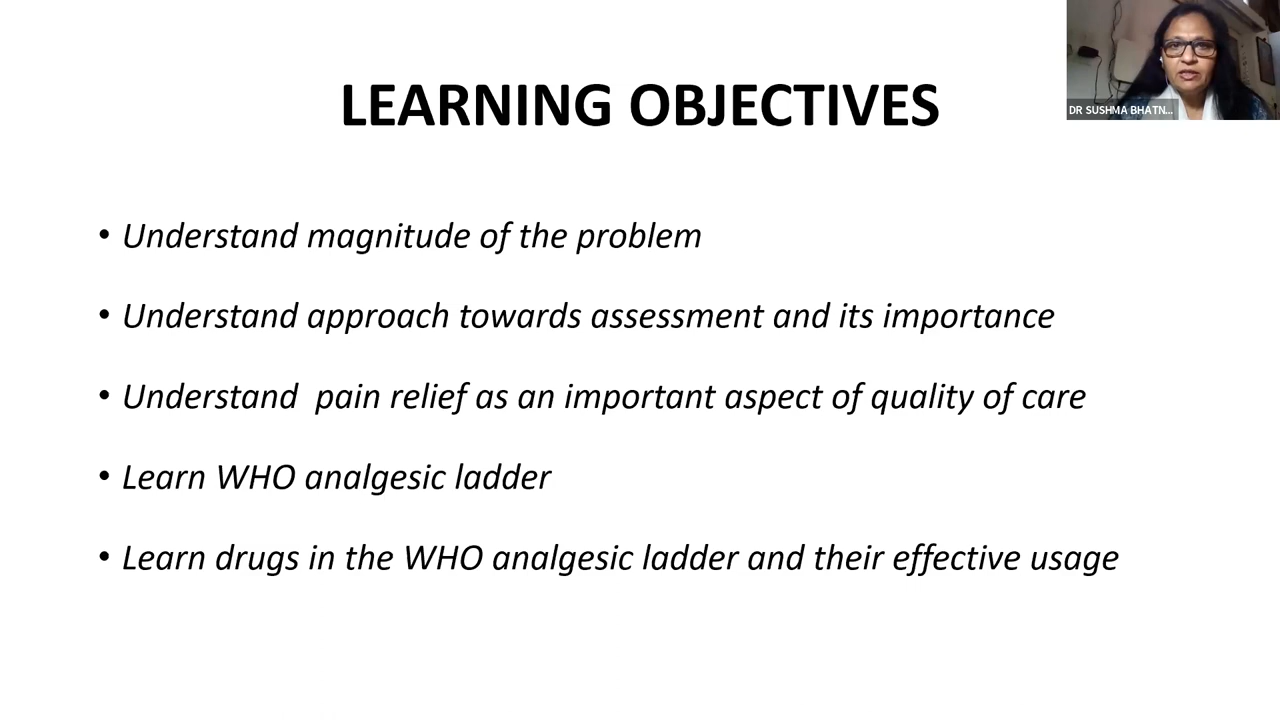 LEARNING OBJECTIVES
DR SUSHMA BHATN...
• Understand magnitude of the problem
• Understand approach towards assessment and its importance
• Understand  pain relief as an important aspect of quality of care
• Learn WHO analgesic ladder
• Learn drugs in the WHO analgesic ladder and their effective usage